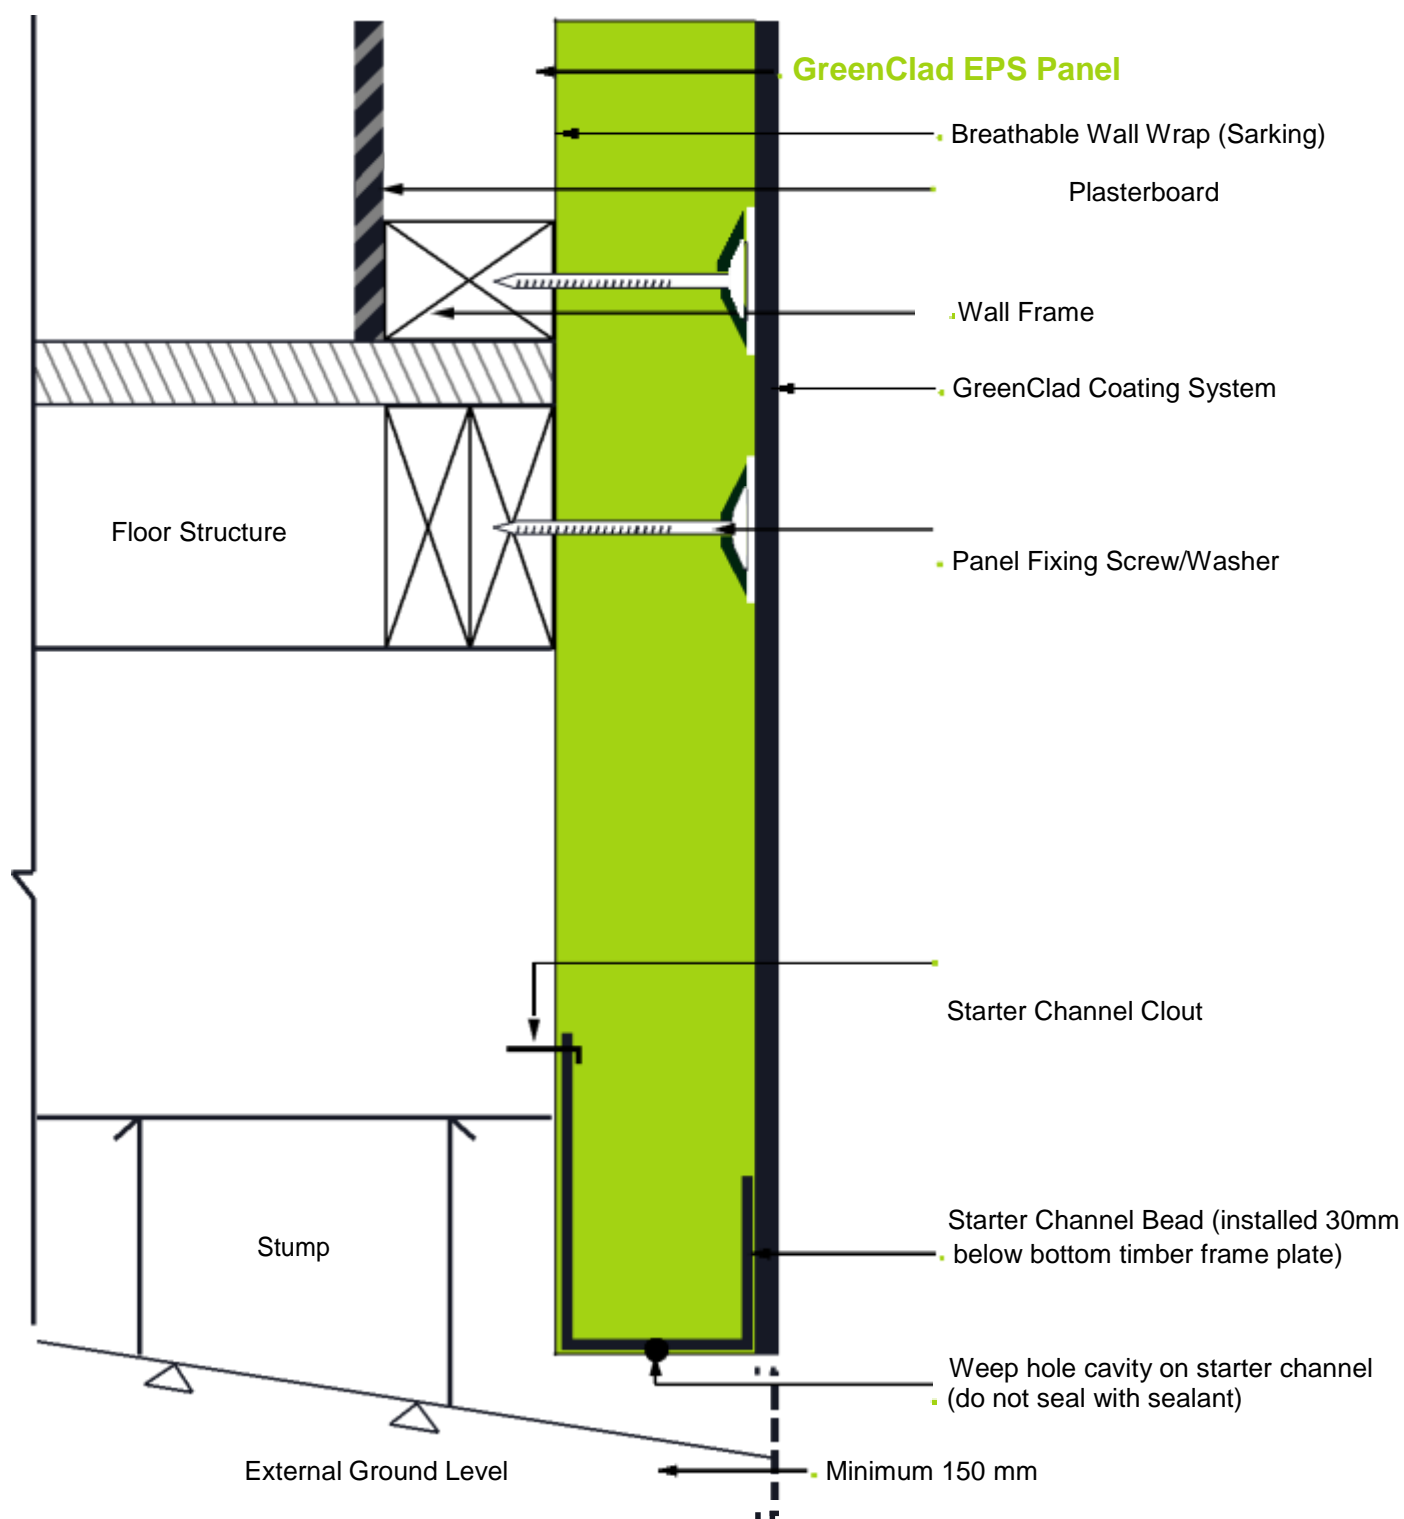 GreenClad EPS Panel
Breathable Wall Wrap (Sarking)
Plasterboard
Wall Frame
GreenClad Coating System
Floor Structure
Panel Fixing Screw/Washer
Starter Channel Clout
Starter Channel Bead (installed 30mm
below bottom timber frame plate)
Stump
Weep hole cavity on starter channel
(do not seal with sealant)
External Ground Level
Minimum 150 mm